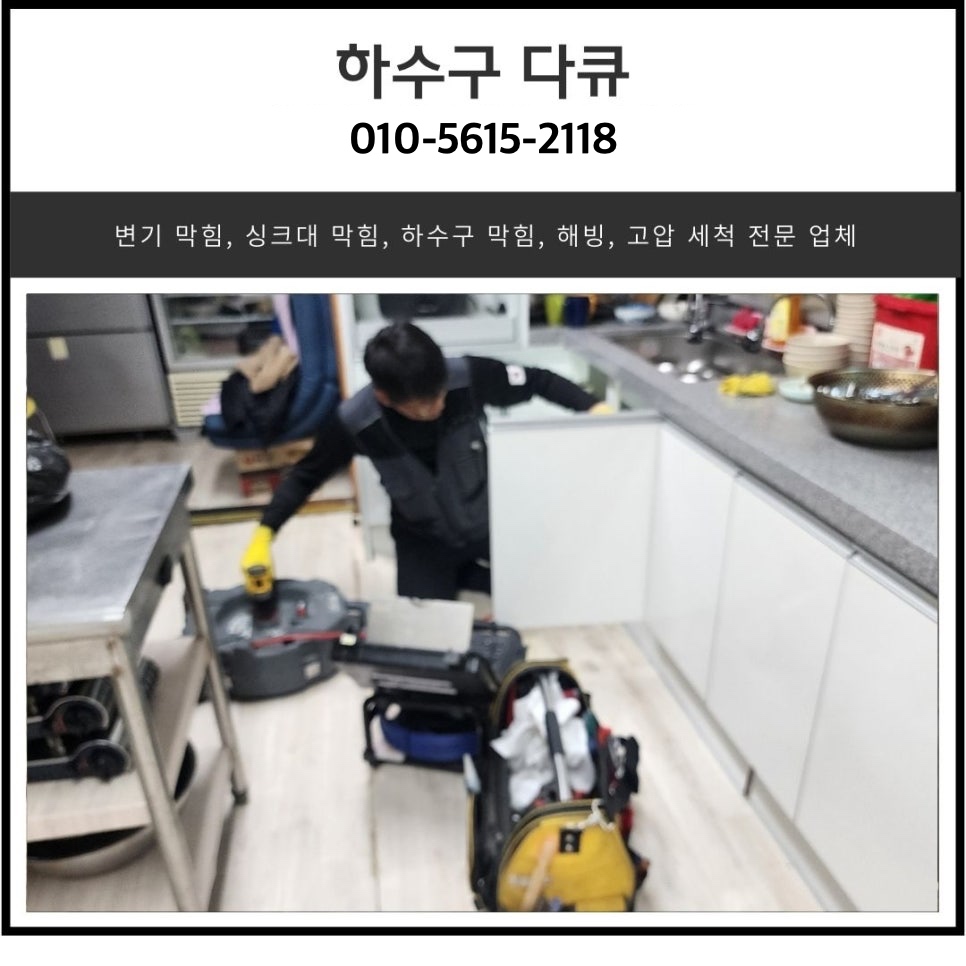 하수구 다큐
010-5615-2118
변기 막힘, 싱크대 막힘, 하수구 막힘, 해빙, 고압 세척 전문 업체